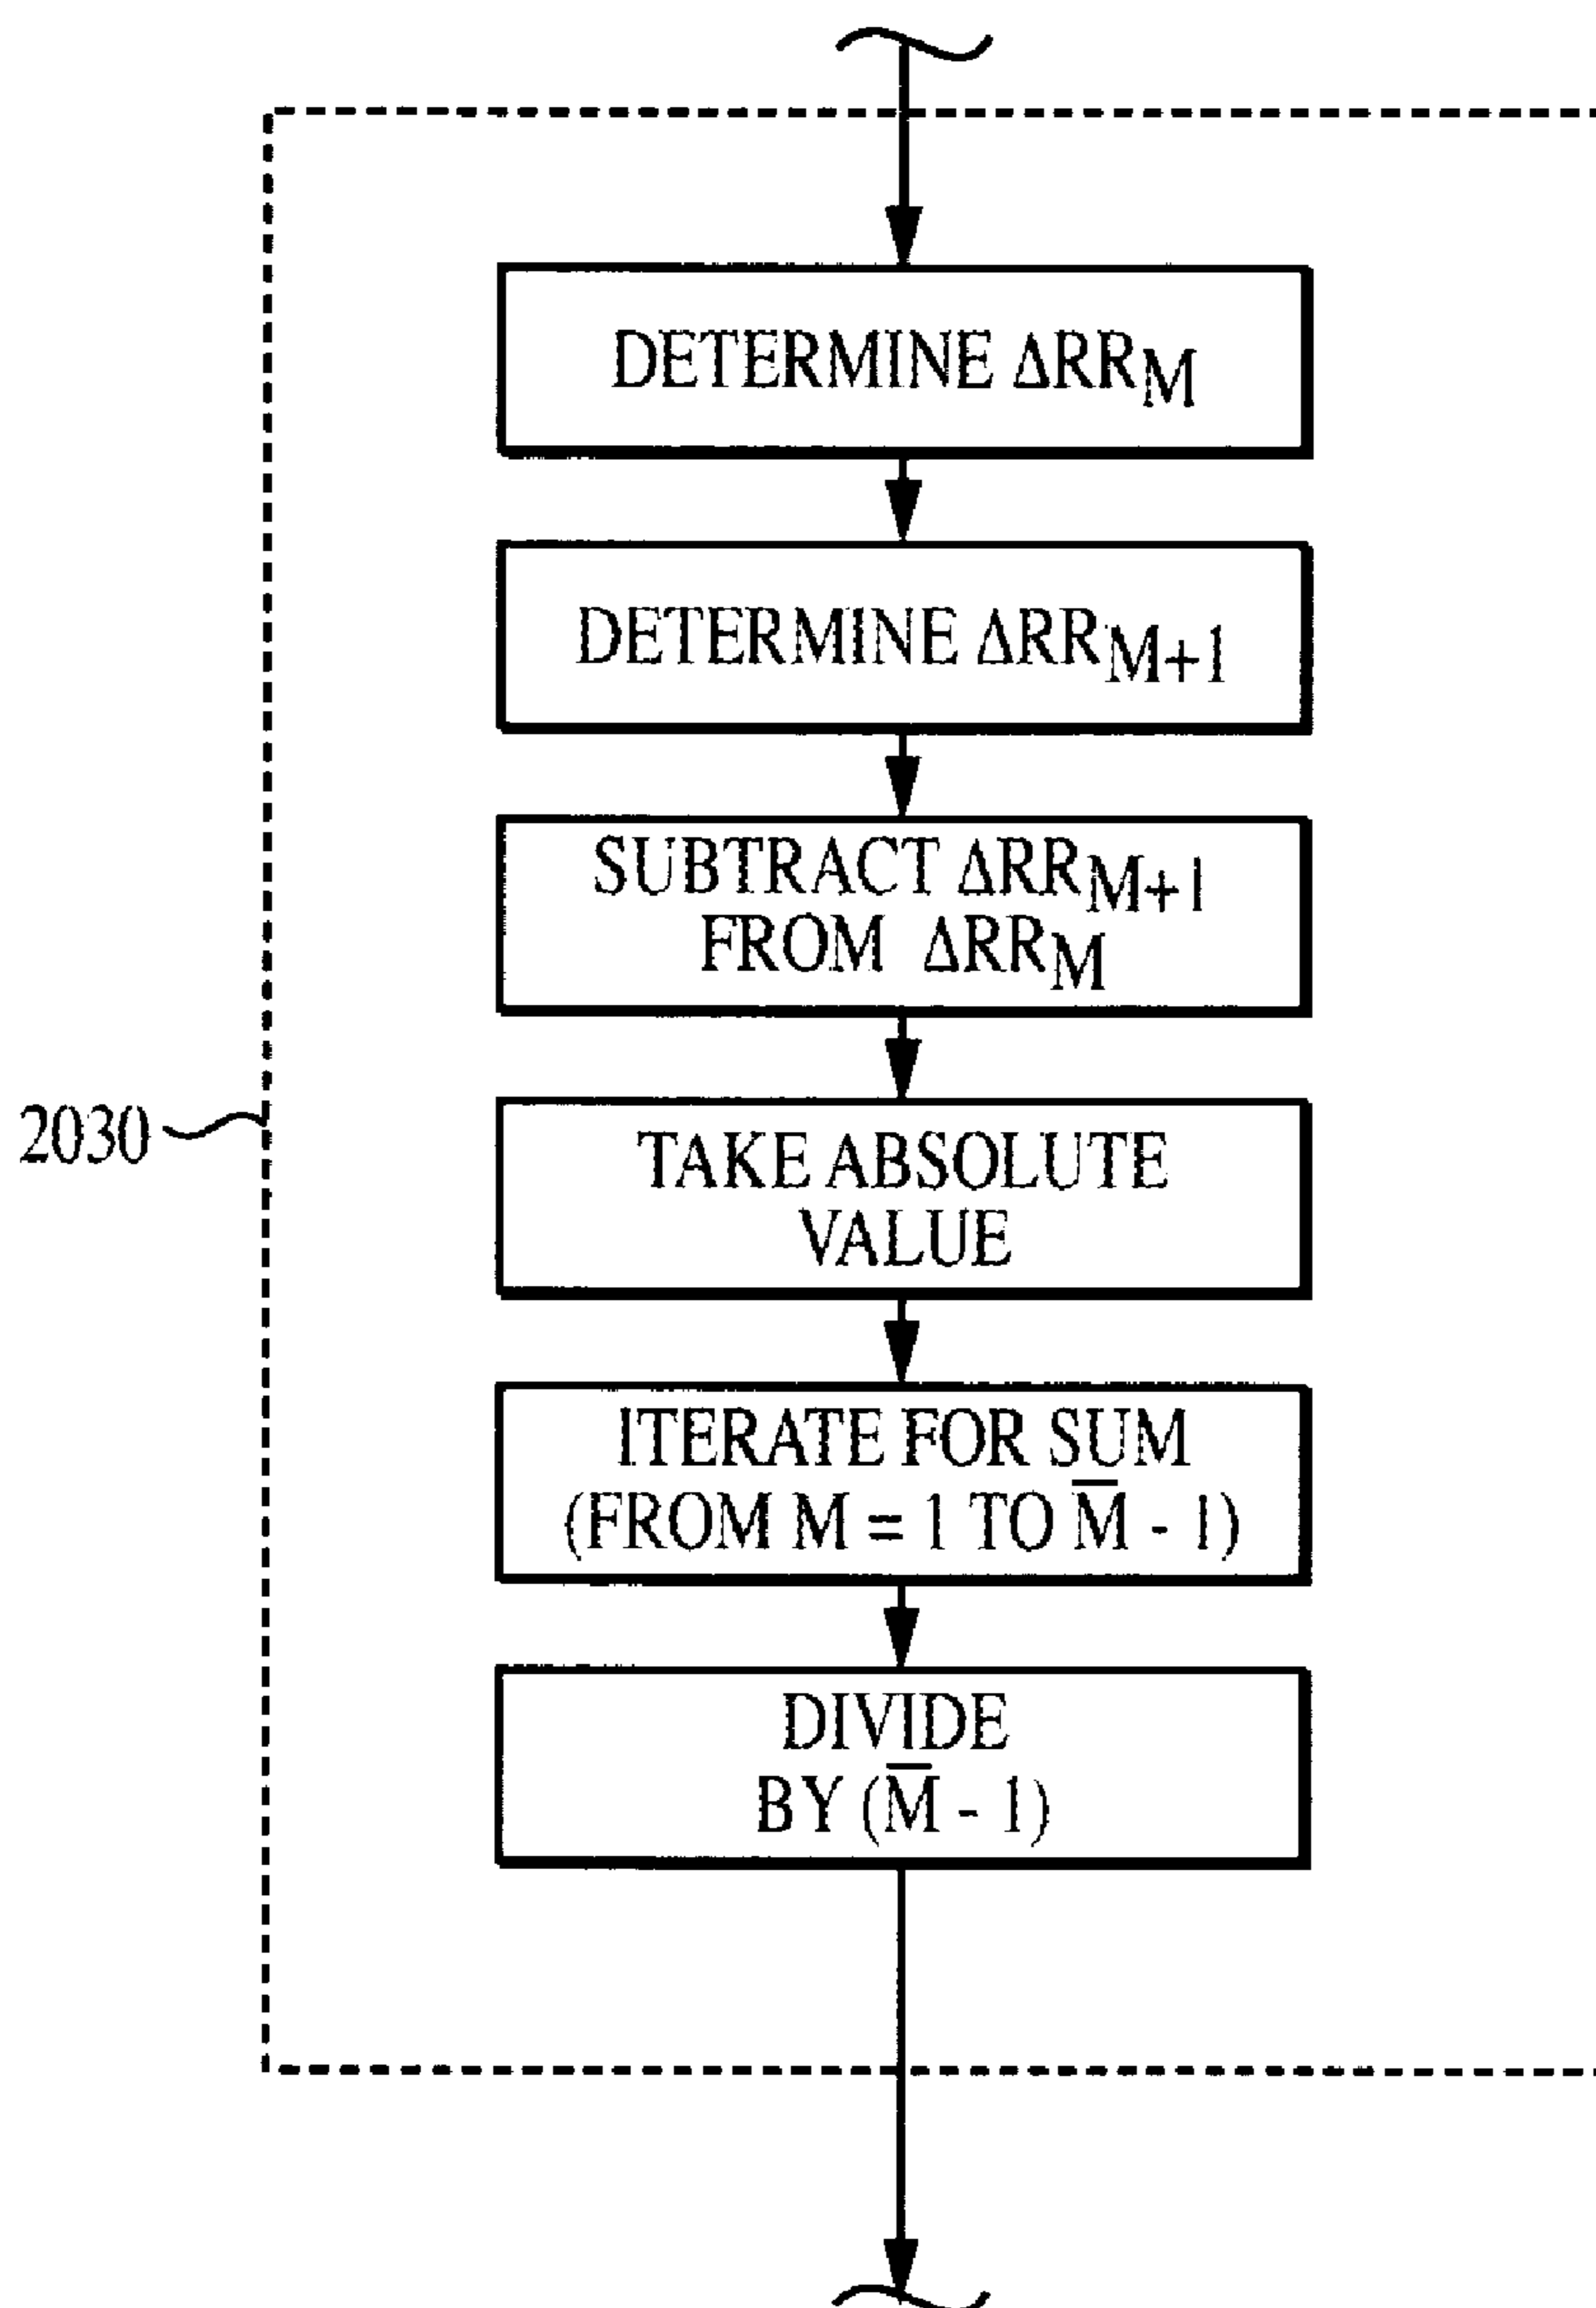 DETERMINE ΔRR_M
DETERMINE ΔRR_M+1
SUBTRACT ΔRR_M+1
FROM ΔRR_M
2030
TAKE ABSOLUTE
VALUE
ITERATE FOR SUM
(FROM M = 1 TO M̅ - 1)
DIVIDE
BY (M̅ - 1)